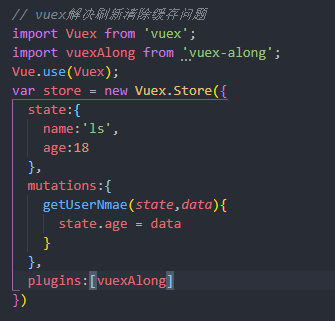 // vuex解决刷新清除缓存问题
import Vuex from 'vuex';
import vuexAlong from 'vuex-along';
Vue.use(Vuex);
var store = new Vuex.Store({
  state:{
    name:'ls',
    age:18
  },
  mutations:{
    getUserNmae(state,data){
      state.age = data
    }
  },
  plugins:[vuexAlong]
})